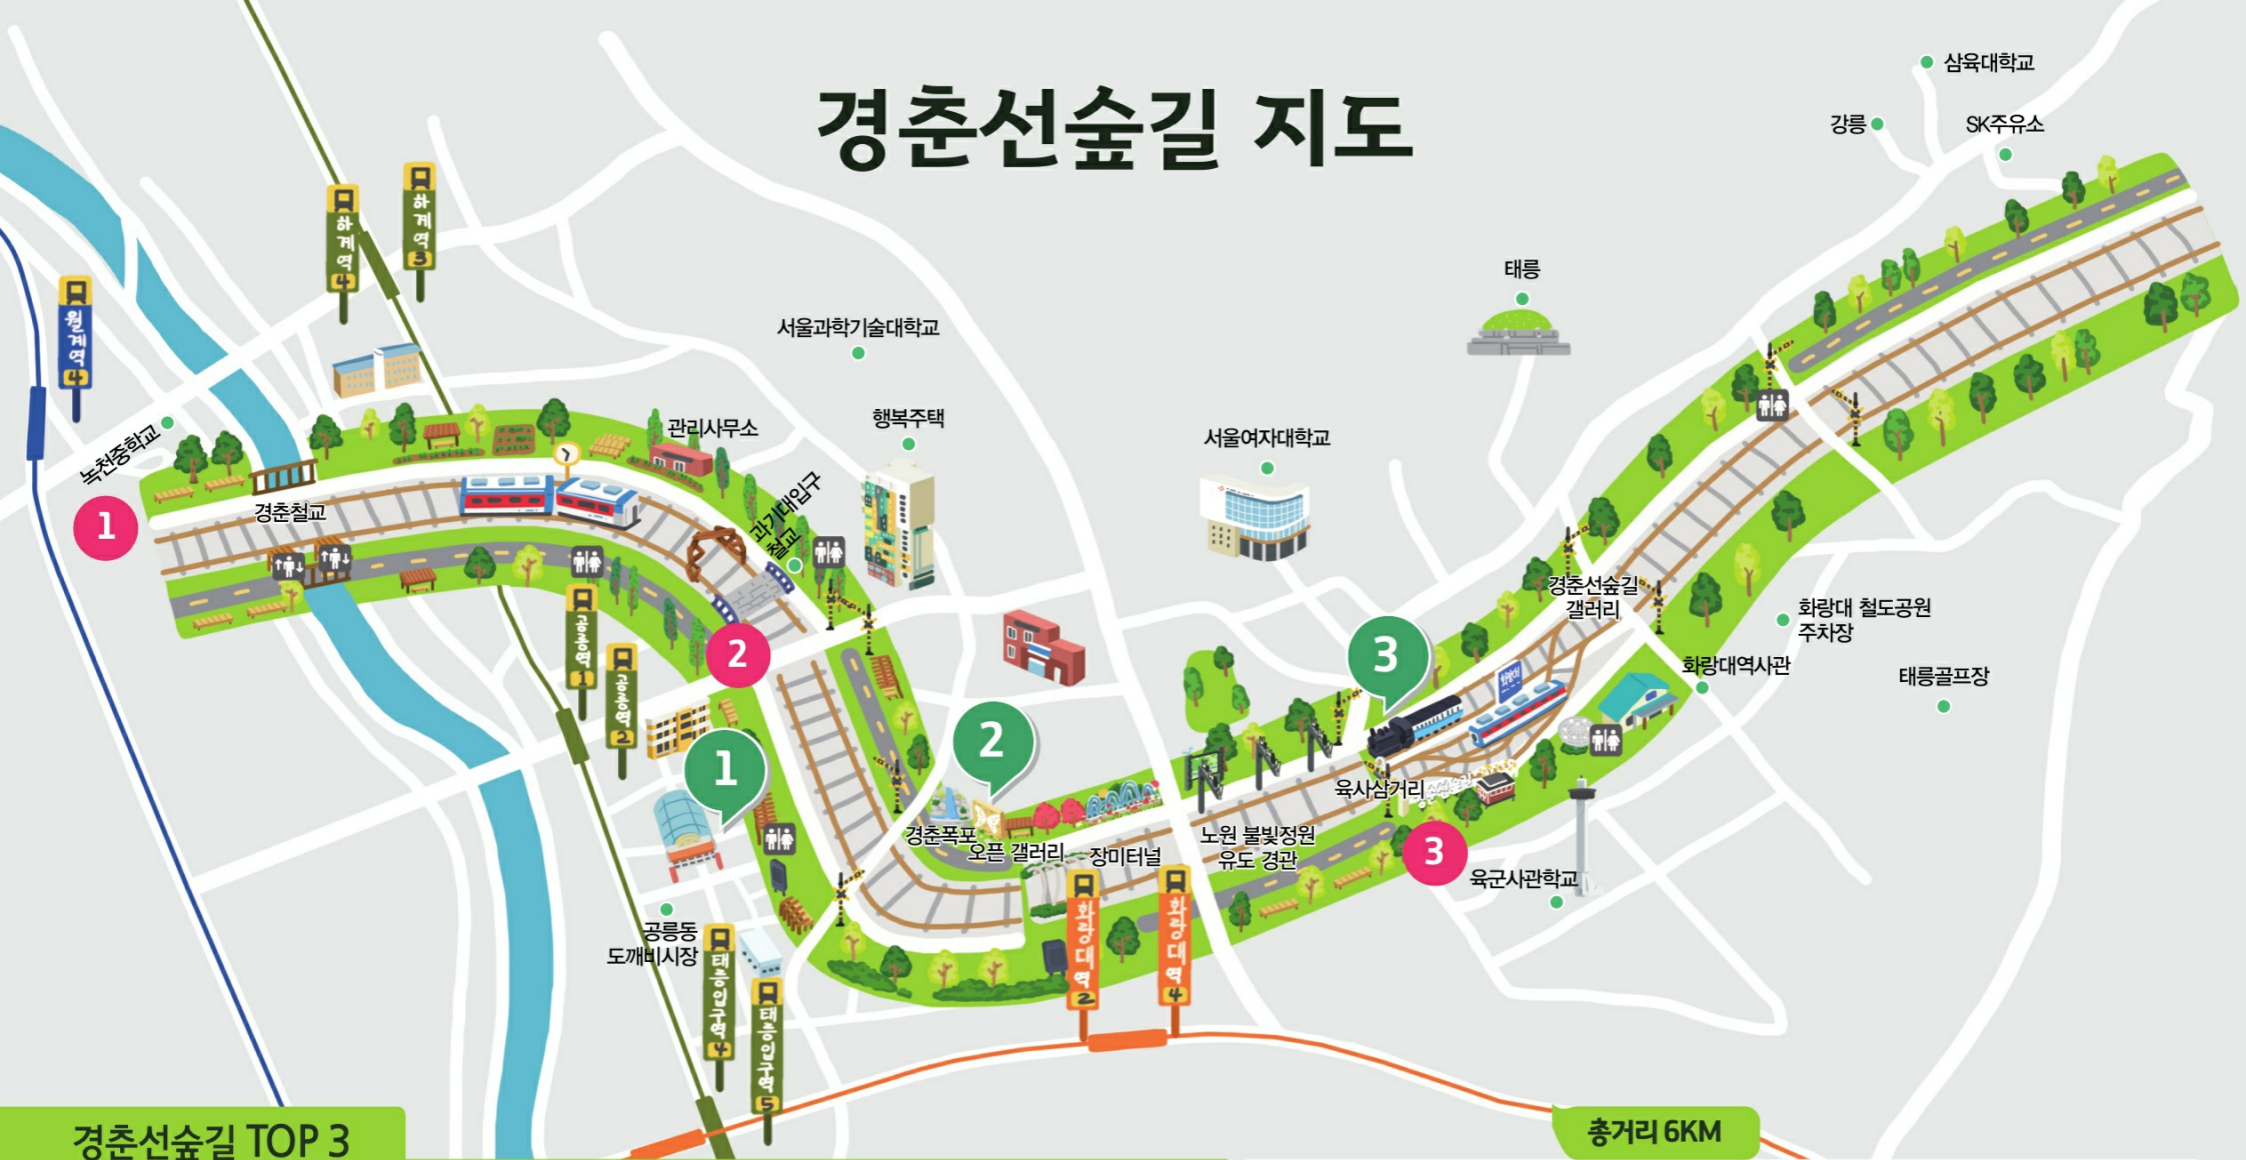 경춘선숲길 지도
삼육대학교
강릉
SK주유소
하계역
4
하계역
3
월계역
4
태릉
서울과학기술대학교
행복주택
서울여자대학교
관리사무소
녹천중학교
과기대입구
철교
1
경춘철교
경춘선숲길
갤러리
화랑대 철도공원
주차장
공릉역
1
공릉역
2
2
3
화랑대역사관
태릉골프장
화랑대
1
2
육사삼거리
경춘폭포
오픈 갤러리
장미터널
노원 불빛정원
유도 경관
3
육군사관학교
공릉동
도깨비시장
화랑대역
2
화랑대역
4
태릉입구역
4
태릉입구역
5
경춘선숲길 TOP 3
총거리 6KM